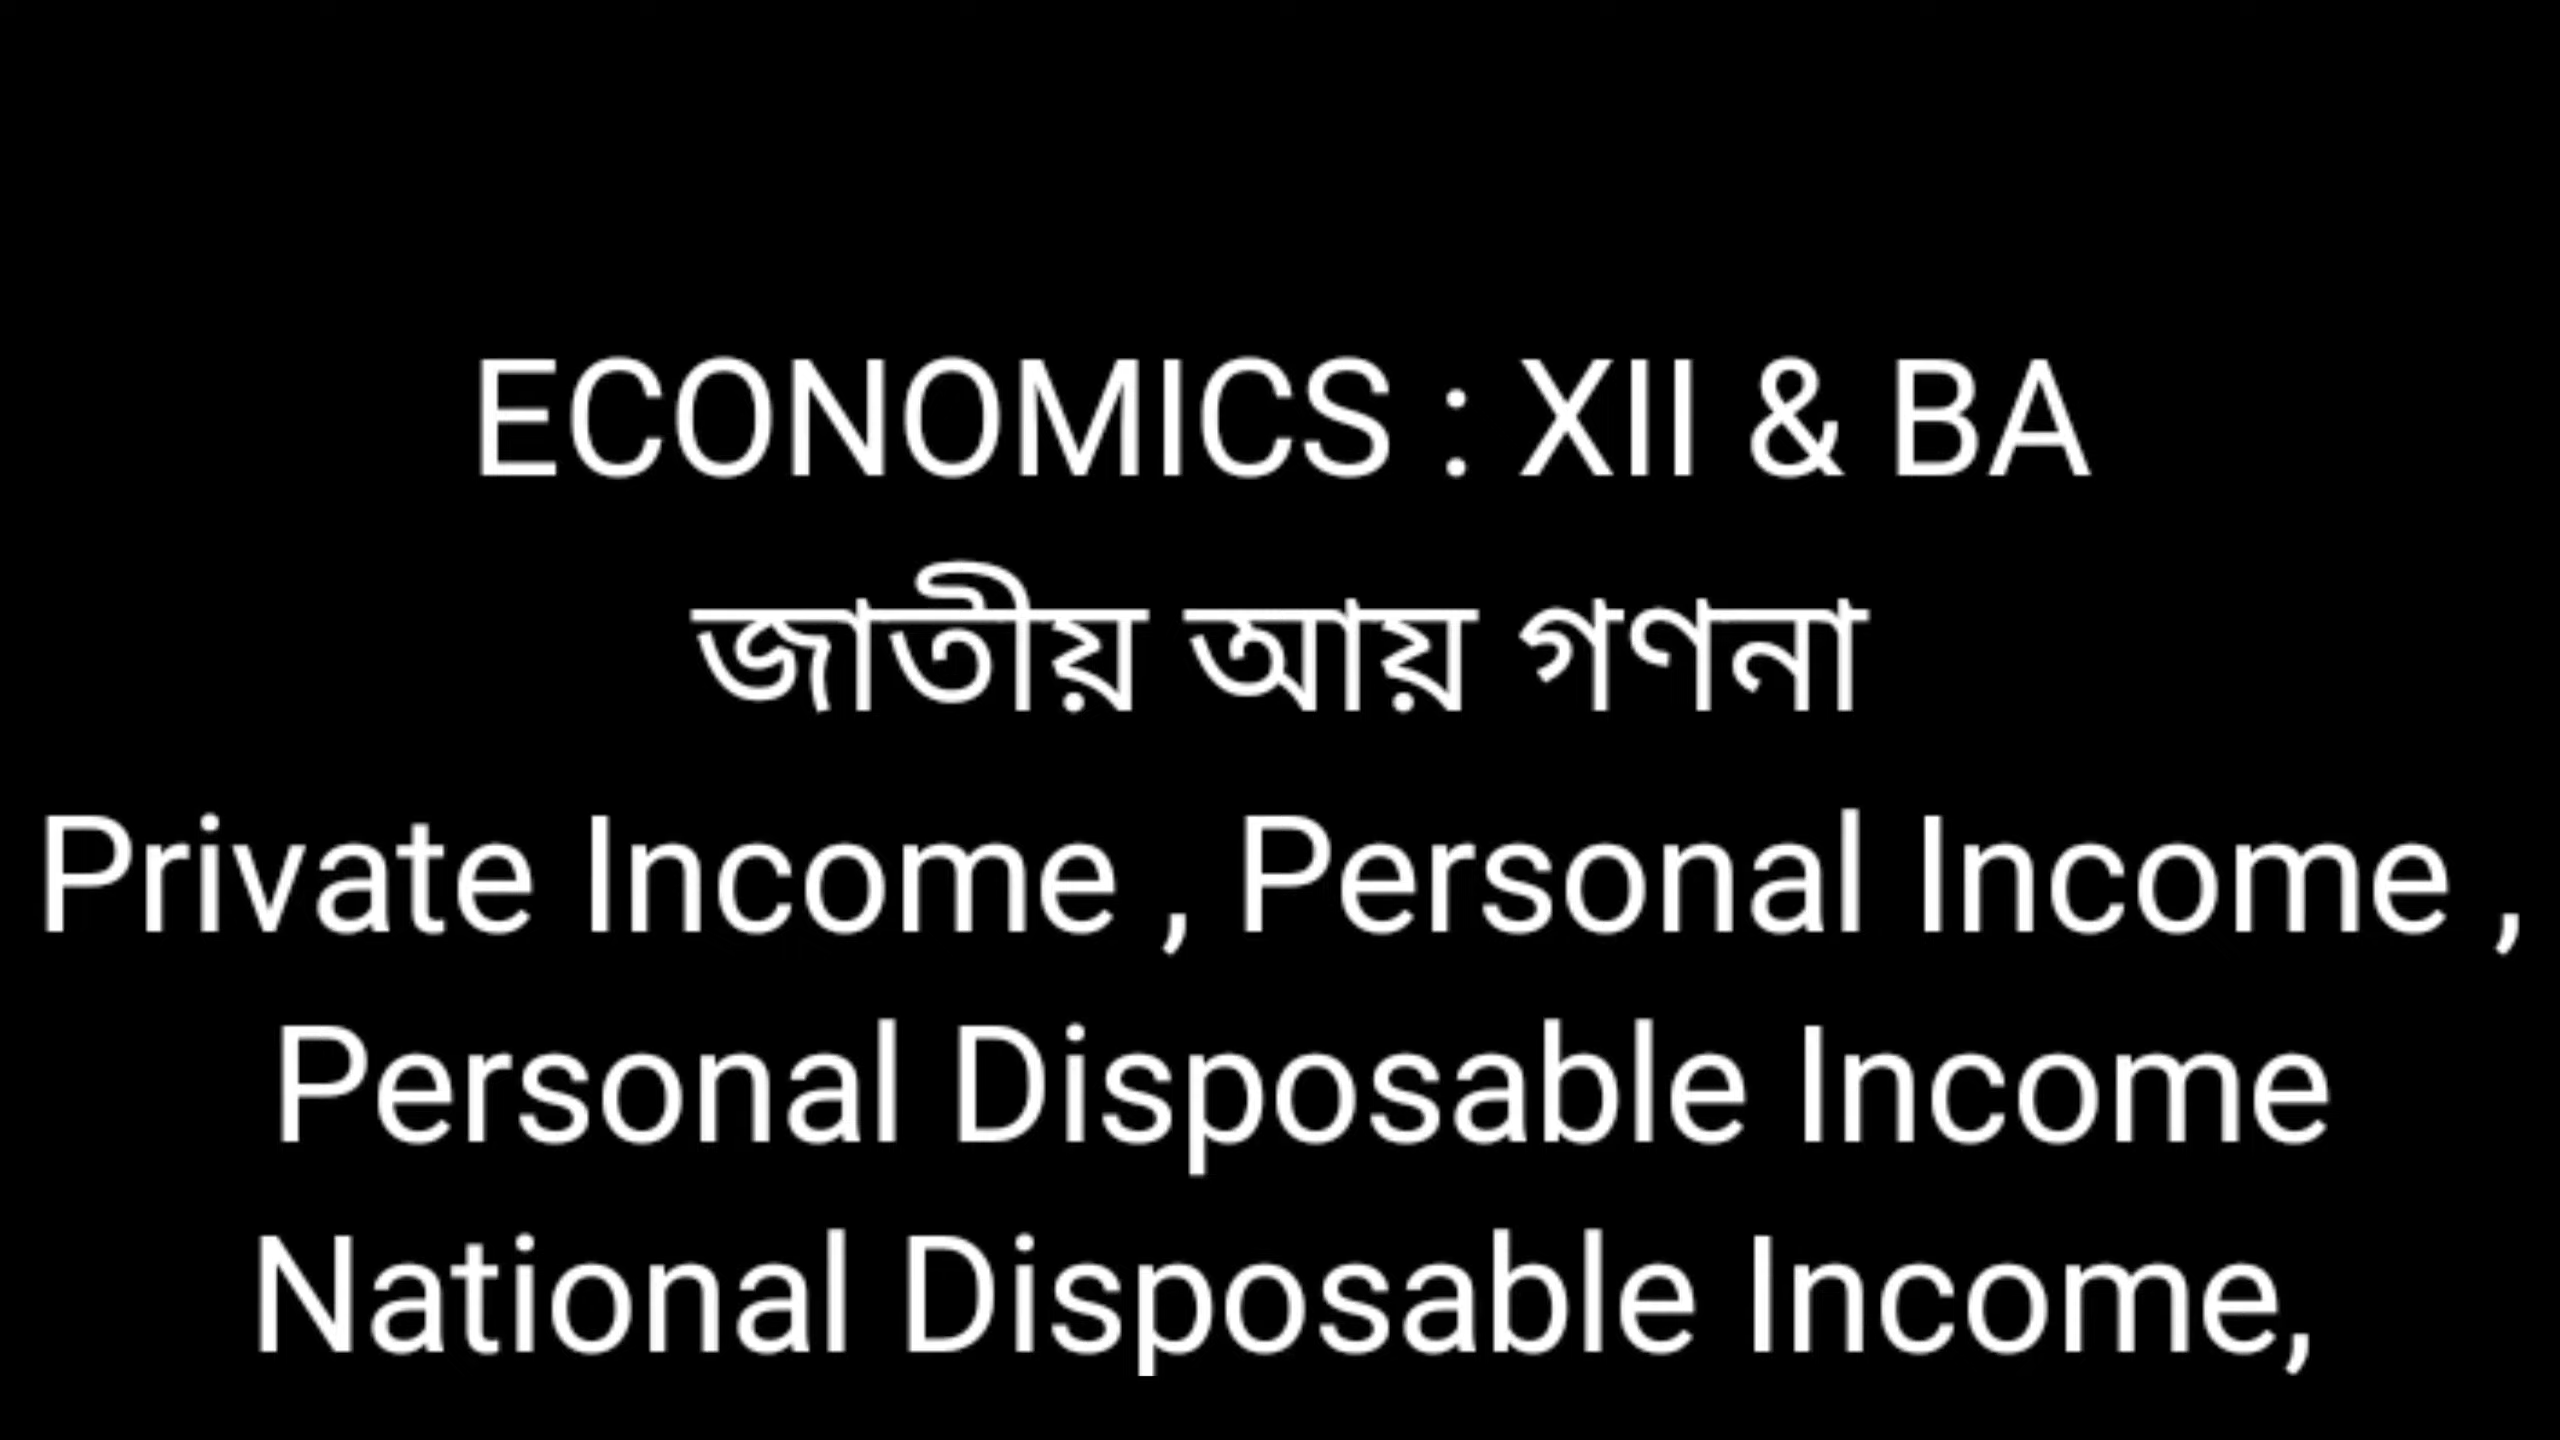 ECONOMICS : XII & BA
জাতীয় আয় গণনা
Private Income , Personal Income ,
Personal Disposable Income
National Disposable Income,